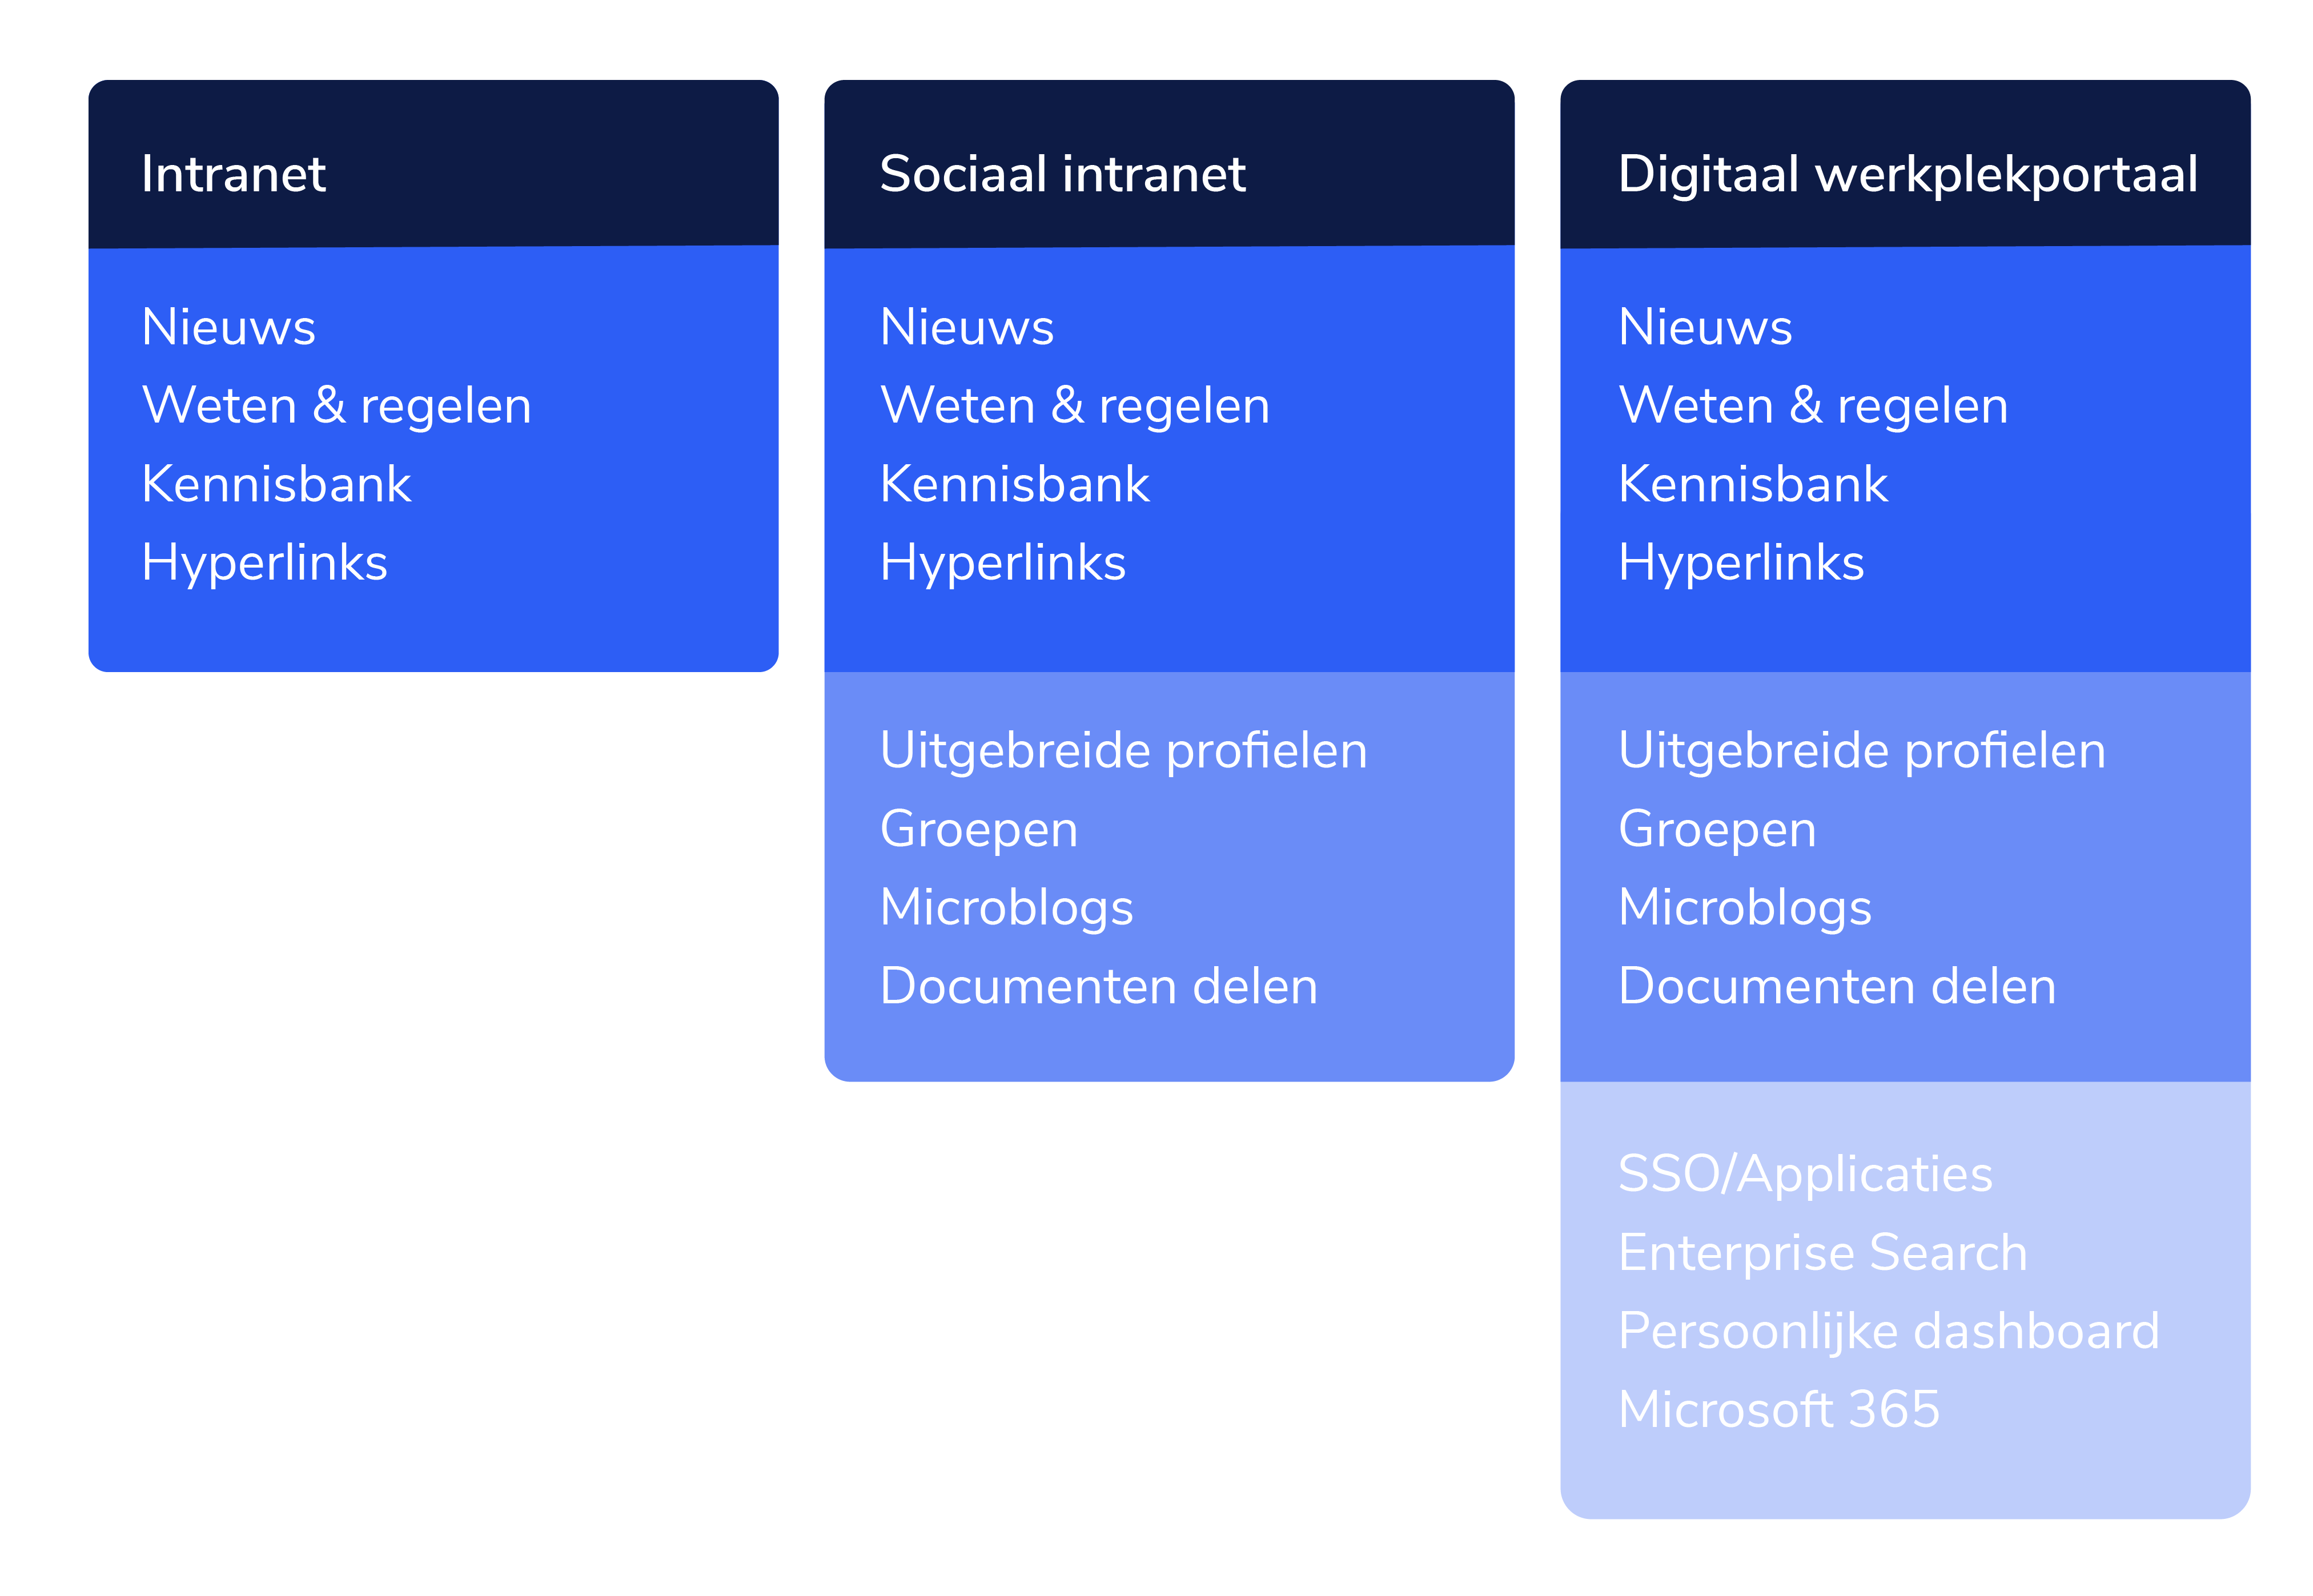 Intranet
Nieuws
Weten & regelen
Kennisbank
Hyperlinks
Sociaal intranet
Nieuws
Weten & regelen
Kennisbank
Hyperlinks
Uitgebreide profielen
Groepen
Microblogs
Documenten delen
Digitaal werkplekportaal
Nieuws
Weten & regelen
Kennisbank
Hyperlinks
Uitgebreide profielen
Groepen
Microblogs
Documenten delen
SSO/Applicaties
Enterprise Search
Persoonlijke dashboard
Microsoft 365